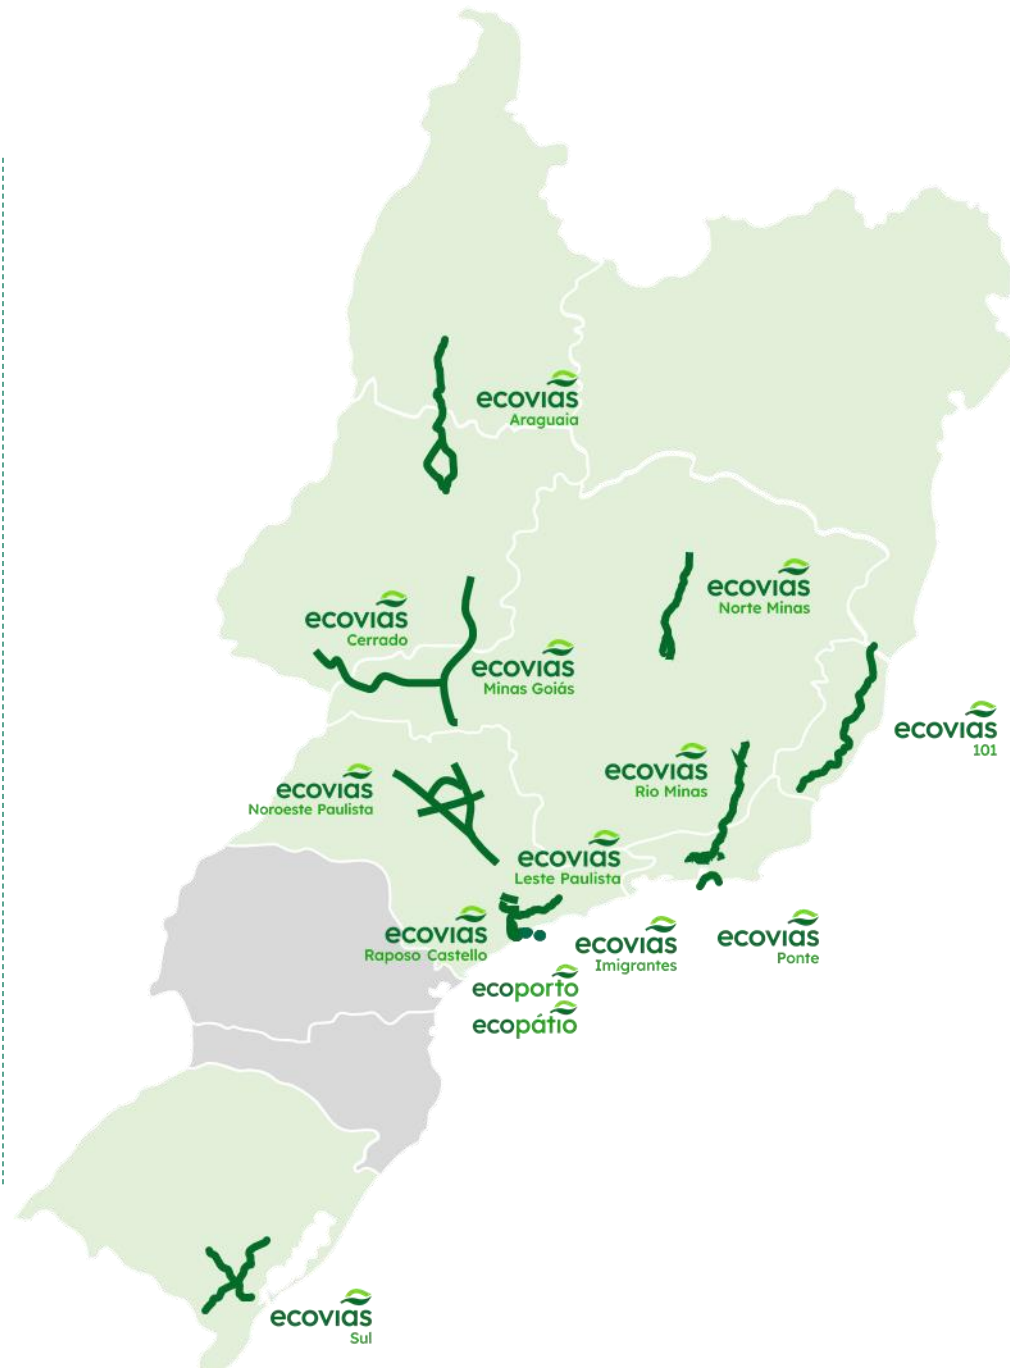 ecovias
Araguaia
ecovias
Norte Minas
ecovias
Cerrado
ecovias
Minas Goiás
ecovias
101
ecovias
Rio Minas
ecovias
Noroeste Paulista
ecovias
Leste Paulista
ecovias
Raposo Castello
ecovias
Imigrantes
ecovias
Ponte
ecoporto
ecopátio
ecovias
Sul